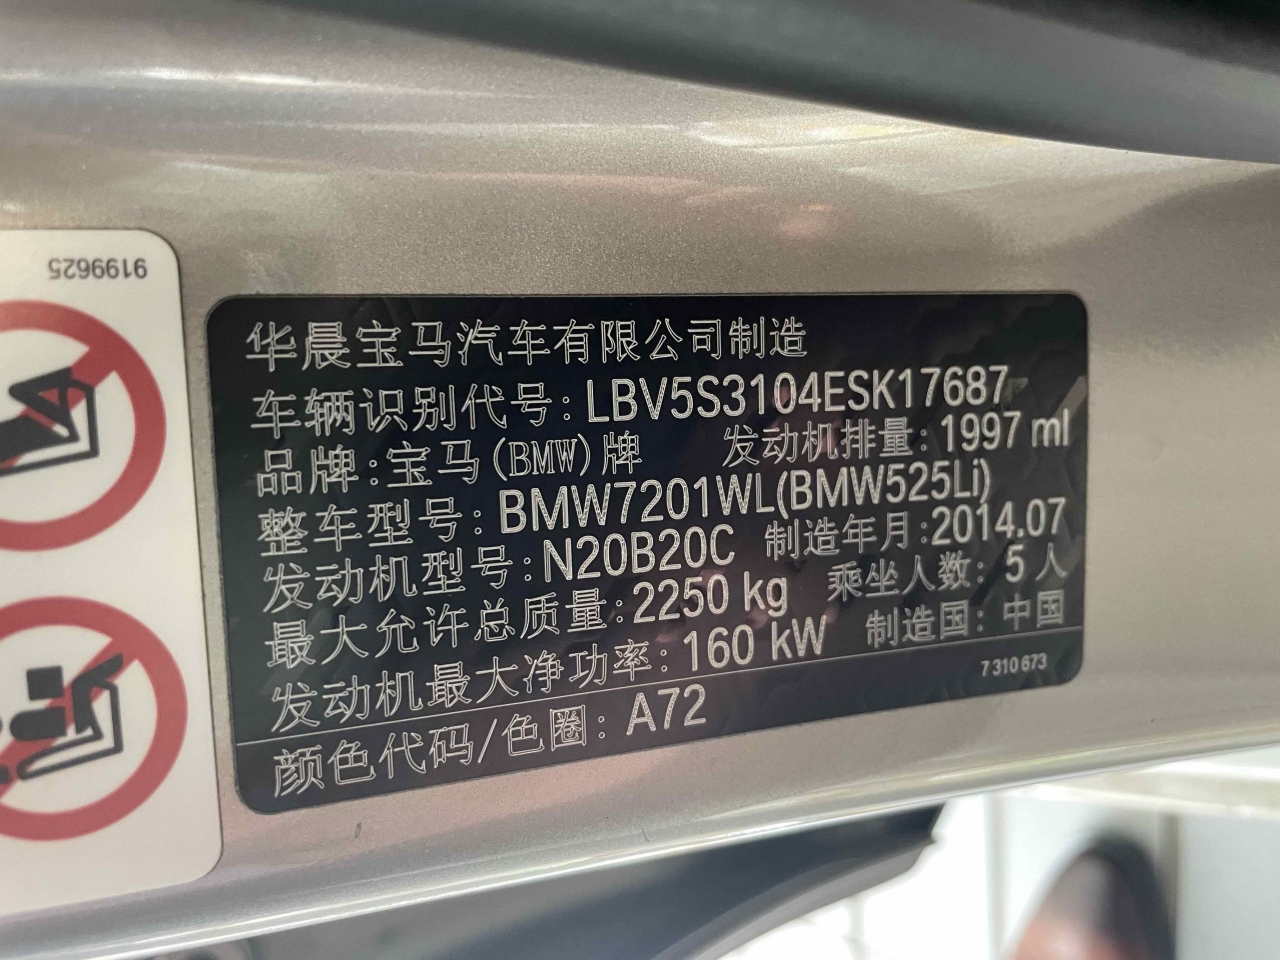 9199625
华晨宝马汽车有限公司制造
车辆识别代号: LBV5S3104ESK17687
品牌:宝马(BMW)牌 发动机排量: 1997 ml
整车型号: BMW7201WL(BMW525Li)
发动机型号: N20B20C 制造年月:2014.07
最大允许总质量:2250 kg 乘坐人数: 5 人
发动机最大净功率: 160 kW 制造国: 中国
7 310 673
颜色代码/色圈: A72